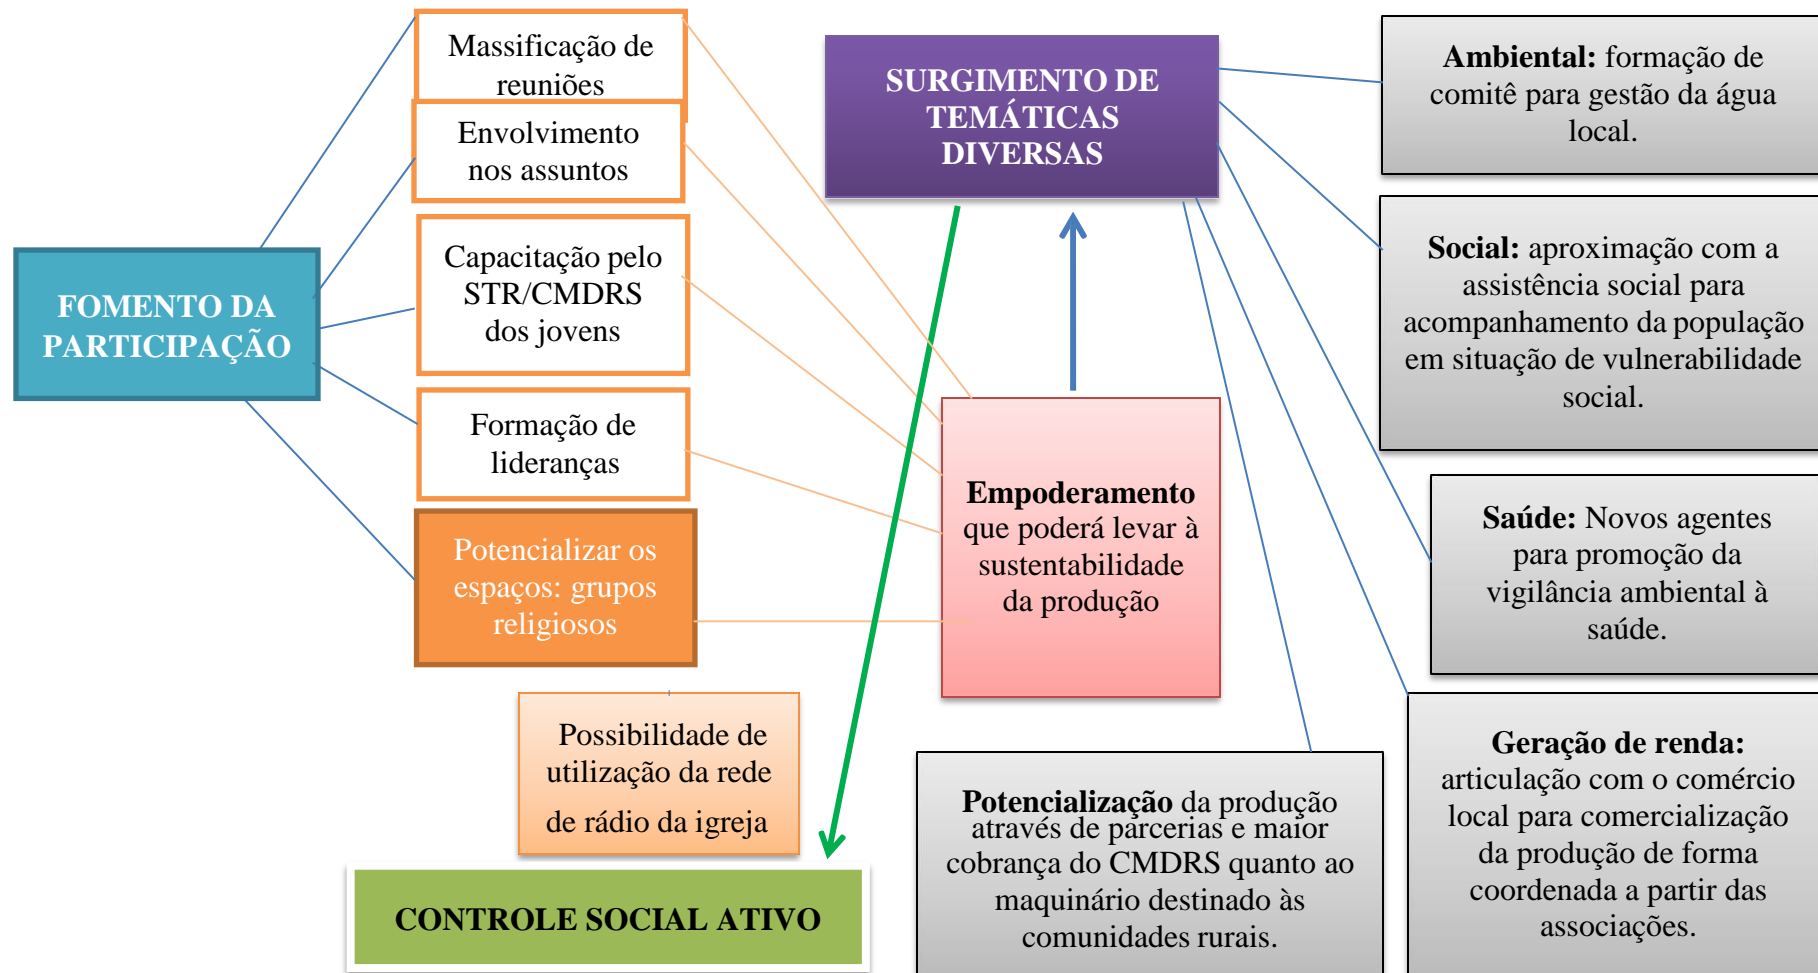 FOMENTO DA
PARTICIPAÇÃO
Massificação de
reuniões
Envolvimento
nos assuntos
Capacitação pelo
STR/CMDRS
dos jovens
Formação de
lideranças
Potencializar os
espaços: grupos
religiosos
Possibilidade de
utilização da rede
de rádio da igreja
CONTROLE SOCIAL ATIVO
SURGIMENTO DE
TEMÁTICAS
DIVERSAS
Empoderamento
que poderá levar à
sustentabilidade
da produção
Potencialização da produção
através de parcerias e maior
cobrança do CMDRS quanto ao
maquinário destinado às
comunidades rurais.
Ambiental: formação de
comitê para gestão da água
local.
Social: aproximação com a
assistência social para
acompanhamento da população
em situação de vulnerabilidade
social.
Saúde: Novos agentes
para promoção da
vigilância ambiental à
saúde.
Geração de renda:
articulação com o comércio
local para comercialização
da produção de forma
coordenada a partir das
associações.